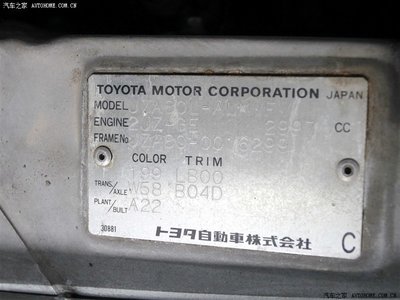 汽车之家 AUTOHOME.COM.CN
TOYOTA MOTOR CORPORATION JAPAN
MODEL
ENGINE CC
FRAME No.
COLOR TRIM
199 LB00
TRANS/AXLE W58 B04D
PLANT/BUILT A22
30881
トヨタ自動車株式会社 C
汽车之家 AUTOHOME.COM.CN